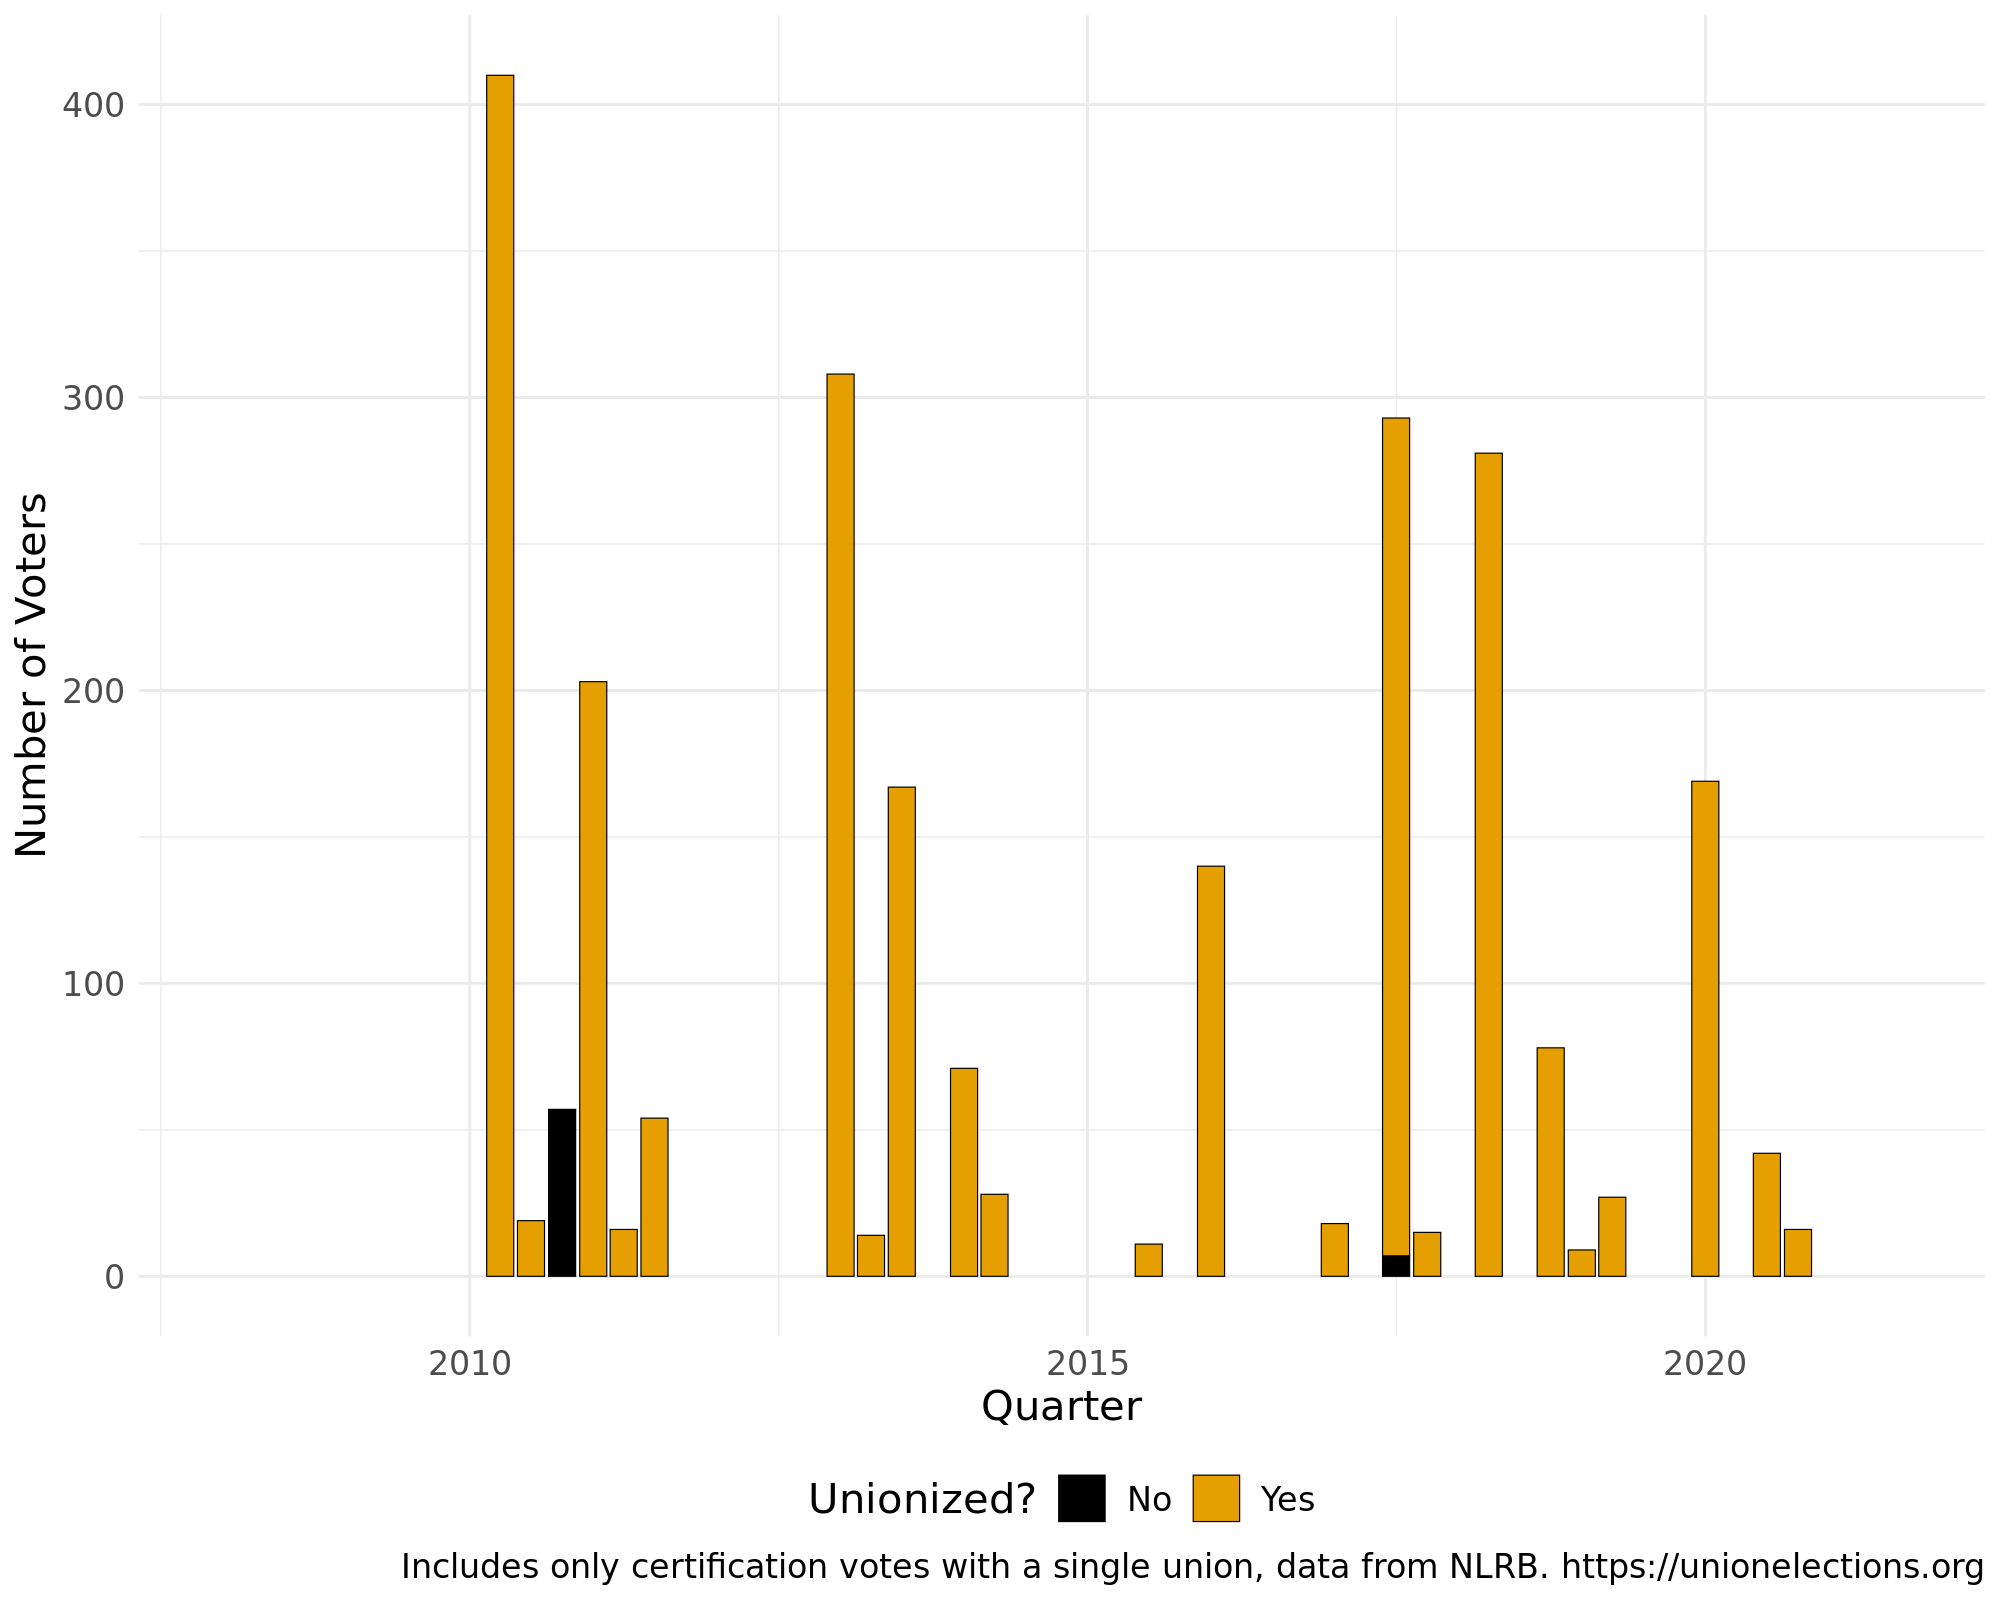 400
300
200
100
0
Number of Voters
2010 2015 2020
Quarter
Unionized? No Yes
Includes only certification votes with a single union, data from NLRB. https://unionelections.org